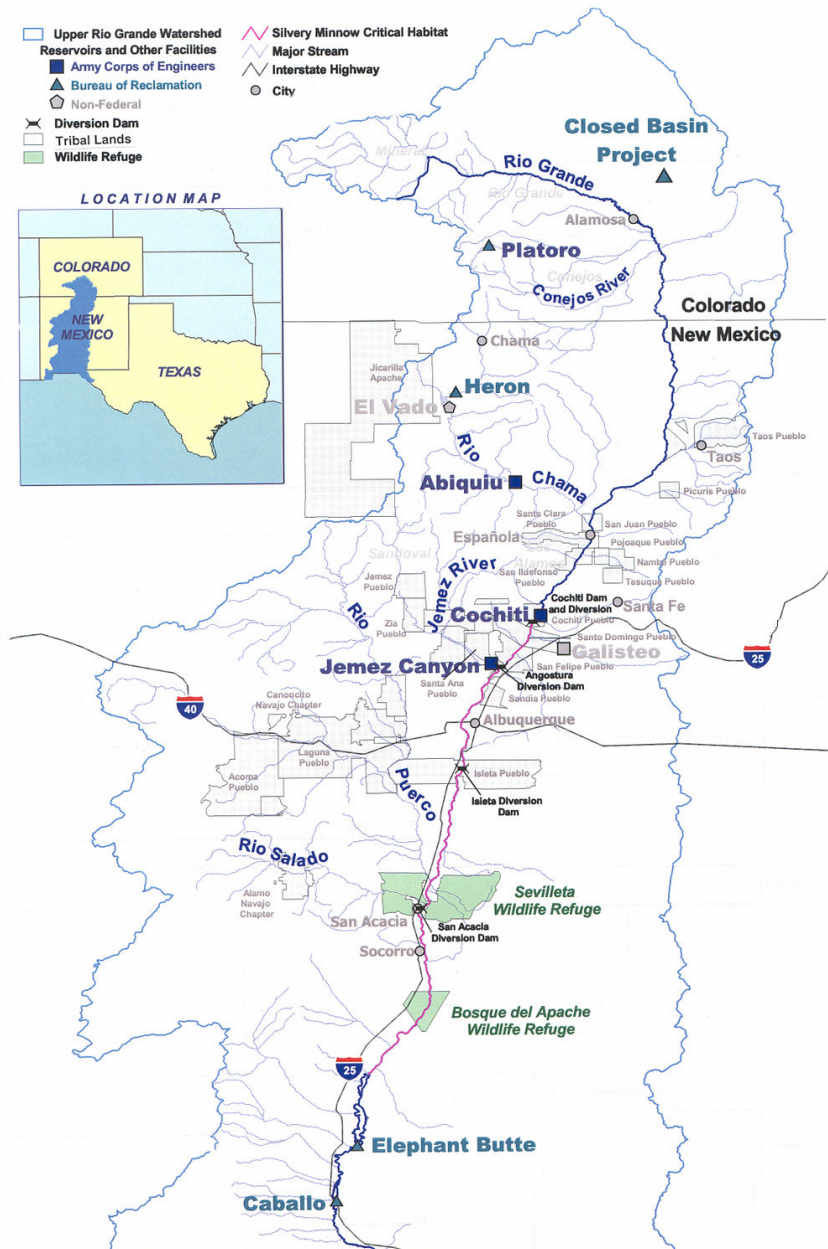 Upper Rio Grande Watershed
Reservoirs and Other Facilities
Army Corps of Engineers
Bureau of Reclamation
Non-Federal
Diversion Dam
Tribal Lands
Wildlife Refuge
Silvery Minnow Critical Habitat
Major Stream
Interstate Highway
City
LOCATION MAP
COLORADO
NEW
MEXICO
TEXAS
Closed Basin
Project
Mineral
Rio Grande
Rio Grande
Alamosa
Platoro
Conejos
Conejos River
Colorado
New Mexico
Chama
Jicarilla
Apache
Heron
El Vado
Rio
Chama
Taos Pueblo
Taos
Abiquiu
Picuris Pueblo
Santa Clara
Pueblo
San Juan Pueblo
Española
Pojoaque Pueblo
Sandoval
Los
Alamos
Nambe Pueblo
San Ildefonso
Pueblo
Tesuque Pueblo
Jemez
Pueblo
Jemez River
Rio
Cochiti Dam
and Diversion
Santa Fe
Cochiti
Cochiti Pueblo
Zia
Pueblo
Santo Domingo Pueblo
Galisteo
25
Jemez Canyon
San Felipe Pueblo
Angostura
Diversion Dam
Santa Ana
Pueblo
Sandia Pueblo
Canoncito
Navajo Chapter
40
Albuquerque
Laguna
Pueblo
Acoma
Pueblo
Puerco
Isleta Pueblo
Isleta Diversion
Dam
Rio Salado
Alamo
Navajo
Chapter
Sevilleta
Wildlife Refuge
San Acacia
San Acacia
Diversion Dam
Socorro
Bosque del Apache
Wildlife Refuge
25
Elephant Butte
Caballo